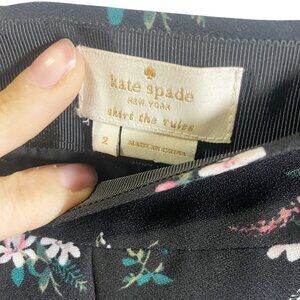 kate spade
NEW YORK
skirt the rules
2
MADE IN CHINA